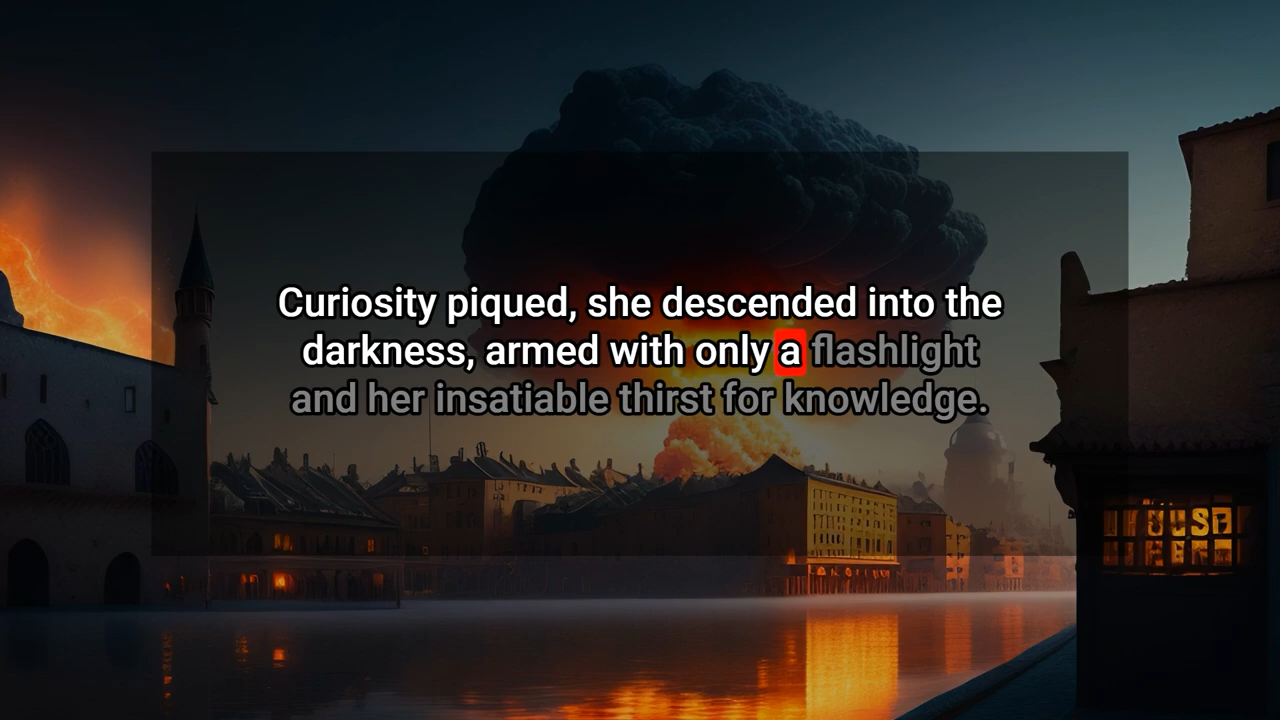 Curiosity piqued, she descended into the
darkness, armed with only a flashlight
and her insatiable thirst for knowledge.